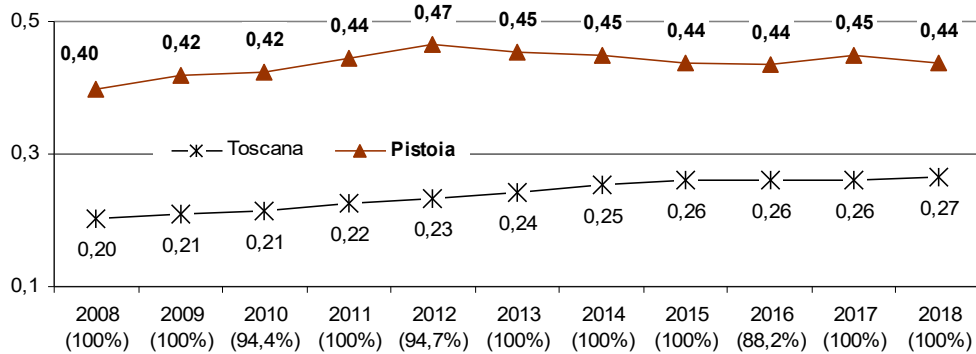 0,5
0,40 0,42 0,42 0,44 0,47 0,45 0,45 0,44 0,44 0,45 0,44
0,3
Toscana Pistoia
0,20 0,21 0,21 0,22 0,23 0,24 0,25 0,26 0,26 0,26 0,27
0,1
2008 2009 2010 2011 2012 2013 2014 2015 2016 2017 2018
(100%) (100%) (94,4%) (100%) (94,7%) (100%) (100%) (100%) (88,2%) (100%) (100%)